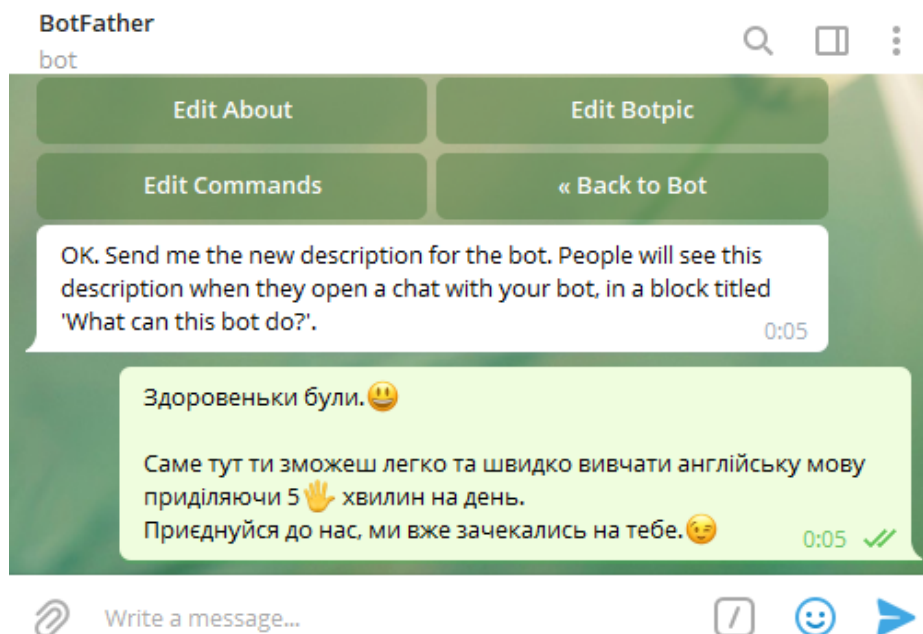 BotFather
bot
Edit About
Edit Botpic
Edit Commands
« Back to Bot
OK. Send me the new description for the bot. People will see this
description when they open a chat with your bot, in a block titled
'What can this bot do?'.
0:05
Здоровеньки були.😃
Саме тут ти зможеш легко та швидко вивчати англійську мову
приділяючи 5🖐 хвилин на день.
Приєднуйся до нас, ми вже зачекались на тебе.😉
0:05
Write a message...